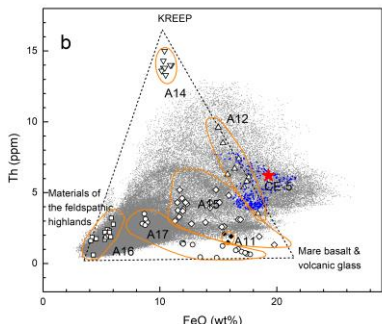 KREEP
b
15
A14
A12
10
Th (ppm)
CE-5
5
Materials of
the feldspathic
highlands
A15
A17
A11
A16
Mare basalt &
volcanic glass
0
0
10
20
FeO (wt%)